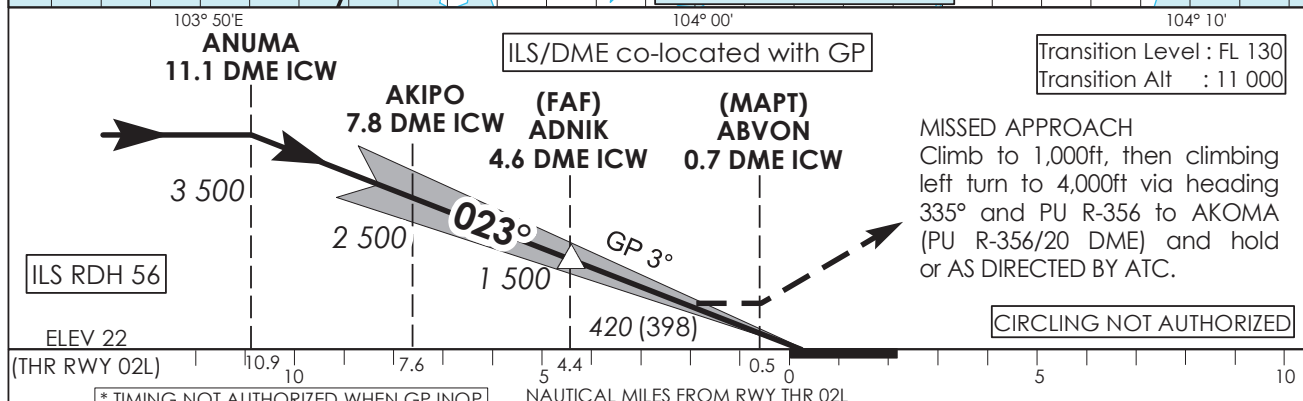 103° 50'E
104° 00'
104° 10'
ANUMA
11.1 DME ICW
ILS/DME co-located with GP
Transition Level : FL 130
Transition Alt : 11 000
AKIPO
7.8 DME ICW
(FAF)
ADNIK
4.6 DME ICW
(MAPT)
ABVON
0.7 DME ICW
MISSED APPROACH
Climb to 1,000ft, then climbing
left turn to 4,000ft via heading
335° and PU R-356 to AKOMA
(PU R-356/20 DME) and hold
or AS DIRECTED BY ATC.
3 500
2 500
023°
GP 3°
1 500
ILS RDH 56
420 (398)
CIRCLING NOT AUTHORIZED
ELEV 22
(THR RWY 02L)
10.9
7.6
4.4
0.5
10
5
0
5
10
* TIMING NOT AUTHORIZED WHEN GP INOP
NAUTICAL MILES FROM RWY THR 02L